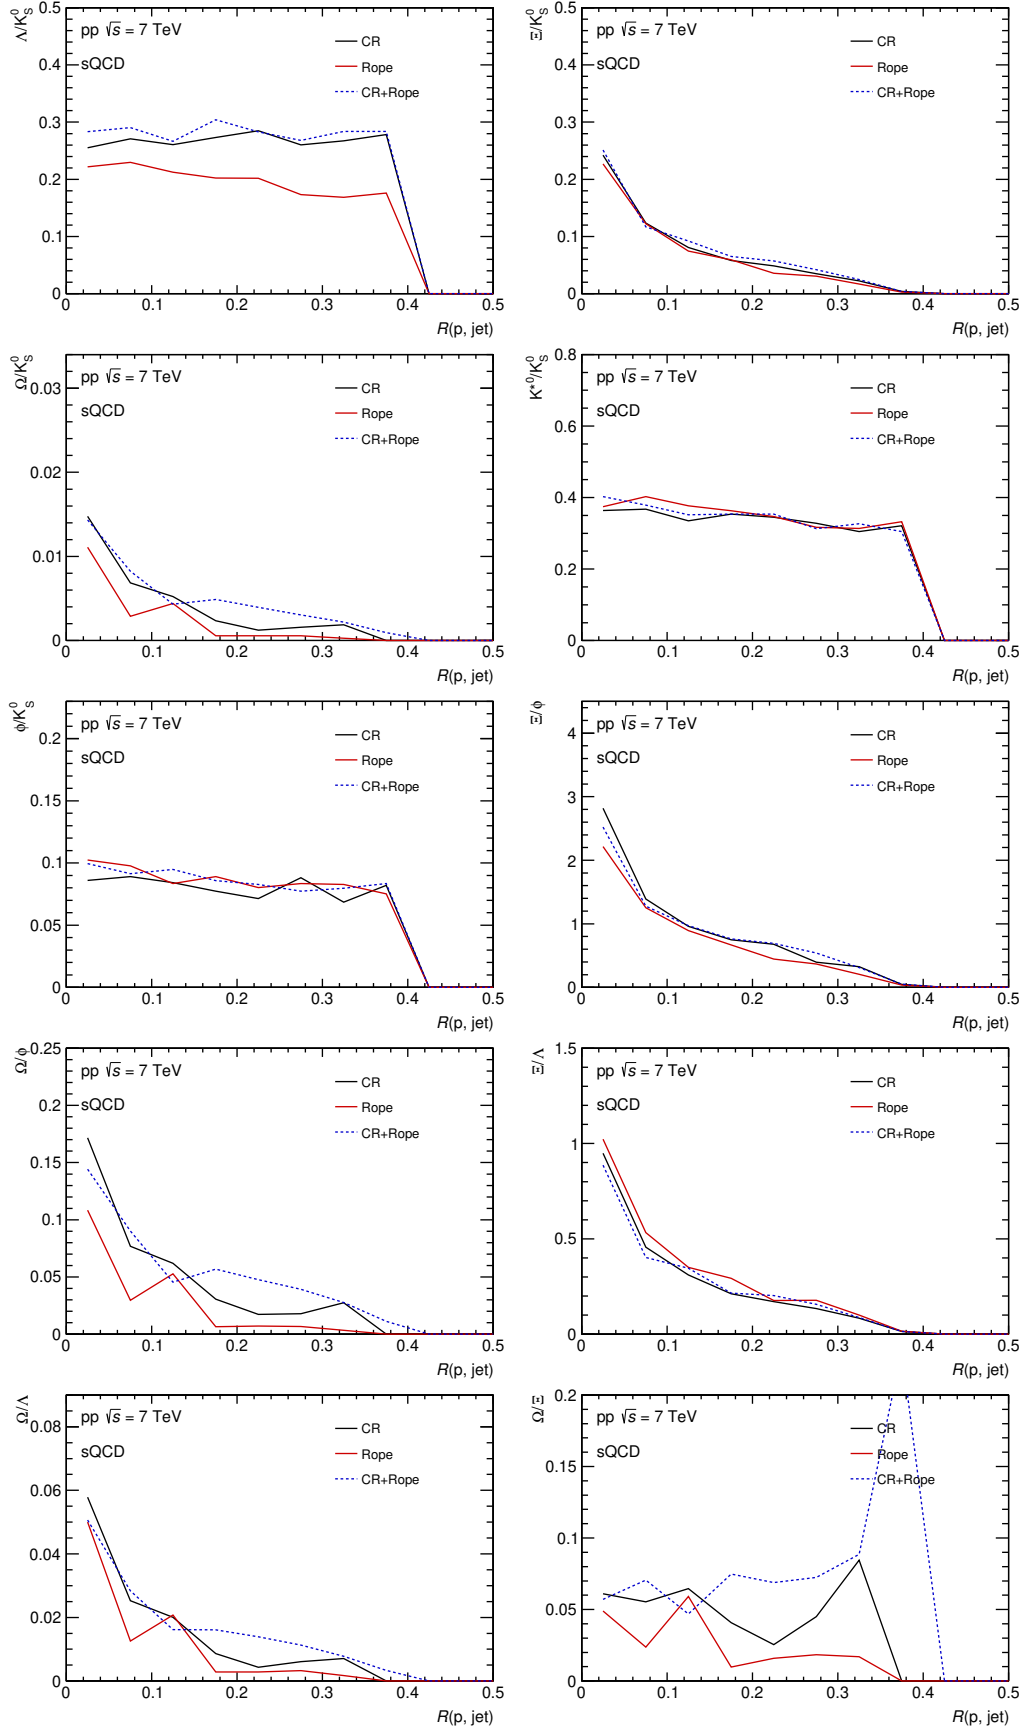 Λ/K⁰_S
pp √s = 7 TeV
sQCD
CR
Rope
CR+Rope
0.5
0.4
0.3
0.2
0.1
0
0 0.1 0.2 0.3 0.4 0.5
R(p, jet)
Ξ/K⁰_S
pp √s = 7 TeV
sQCD
CR
Rope
CR+Rope
0.5
0.4
0.3
0.2
0.1
0
0 0.1 0.2 0.3 0.4 0.5
R(p, jet)
Ω/K⁰_S
pp √s = 7 TeV
sQCD
CR
Rope
CR+Rope
0.03
0.02
0.01
0
0 0.1 0.2 0.3 0.4 0.5
R(p, jet)
K*⁰/K⁰_S
pp √s = 7 TeV
sQCD
CR
Rope
CR+Rope
0.8
0.6
0.4
0.2
0
0 0.1 0.2 0.3 0.4 0.5
R(p, jet)
ϕ/K⁰_S
pp √s = 7 TeV
sQCD
CR
Rope
CR+Rope
0.2
0.15
0.1
0.05
0
0 0.1 0.2 0.3 0.4 0.5
R(p, jet)
Ξ/ϕ
pp √s = 7 TeV
sQCD
CR
Rope
CR+Rope
4
3
2
1
0
0 0.1 0.2 0.3 0.4 0.5
R(p, jet)
Ω/ϕ
pp √s = 7 TeV
sQCD
CR
Rope
CR+Rope
0.25
0.2
0.15
0.1
0.05
0
0 0.1 0.2 0.3 0.4 0.5
R(p, jet)
Ξ/Λ
pp √s = 7 TeV
sQCD
CR
Rope
CR+Rope
1.5
1
0.5
0
0 0.1 0.2 0.3 0.4 0.5
R(p, jet)
Ω/Λ
pp √s = 7 TeV
sQCD
CR
Rope
CR+Rope
0.08
0.06
0.04
0.02
0
0 0.1 0.2 0.3 0.4 0.5
R(p, jet)
Ω/Ξ
pp √s = 7 TeV
sQCD
CR
Rope
CR+Rope
0.2
0.15
0.1
0.05
0
0 0.1 0.2 0.3 0.4 0.5
R(p, jet)